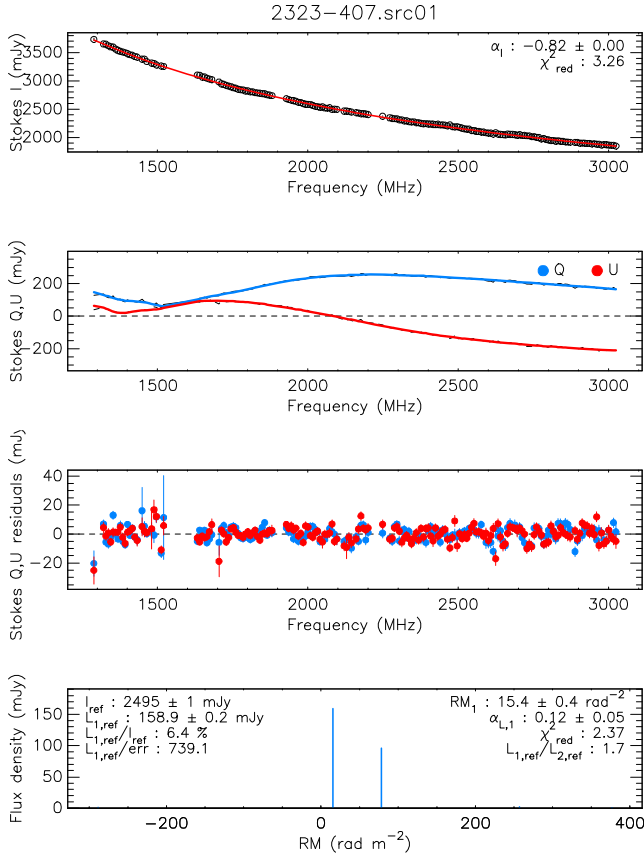 2323−407.src01
α_I : −0.82 ± 0.00
χ²_red : 3.26
Stokes I (mJy)
3500
3000
2500
2000
1500 2000 2500 3000
Frequency (MHz)
Q U
Stokes Q,U (mJy)
200
0
200
1500 2000 2500 3000
Frequency (MHz)
Stokes Q,U residuals (mJ
40
20
0
−20
1500 2000 2500 3000
Frequency (MHz)
I_ref : 2495 ± 1 mJy
L_1,ref : 158.9 ± 0.2 mJy
L_1,ref/I_ref : 6.4 %
L_1,ref/err : 739.1
RM_1 : 15.4 ± 0.4 rad⁻²
α_L,1 : 0.12 ± 0.05
χ²_red : 2.37
L_1,ref/L_2,ref : 1.7
Flux density (mJy)
150
100
50
0
−200 0 200 400
RM (rad m⁻²)